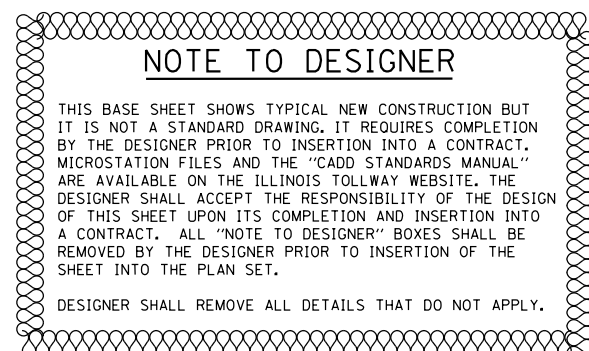 NOTE TO DESIGNER
THIS BASE SHEET SHOWS TYPICAL NEW CONSTRUCTION BUT
IT IS NOT A STANDARD DRAWING. IT REQUIRES COMPLETION
BY THE DESIGNER PRIOR TO INSERTION INTO A CONTRACT.
MICROSTATION FILES AND THE "CADD STANDARDS MANUAL"
ARE AVAILABLE ON THE ILLINOIS TOLLWAY WEBSITE. THE
DESIGNER SHALL ACCEPT THE RESPONSIBILITY OF THE DESIGN
OF THIS SHEET UPON ITS COMPLETION AND INSERTION INTO
A CONTRACT. ALL "NOTE TO DESIGNER" BOXES SHALL BE
REMOVED BY THE DESIGNER PRIOR TO INSERTION OF THE
SHEET INTO THE PLAN SET.
DESIGNER SHALL REMOVE ALL DETAILS THAT DO NOT APPLY.